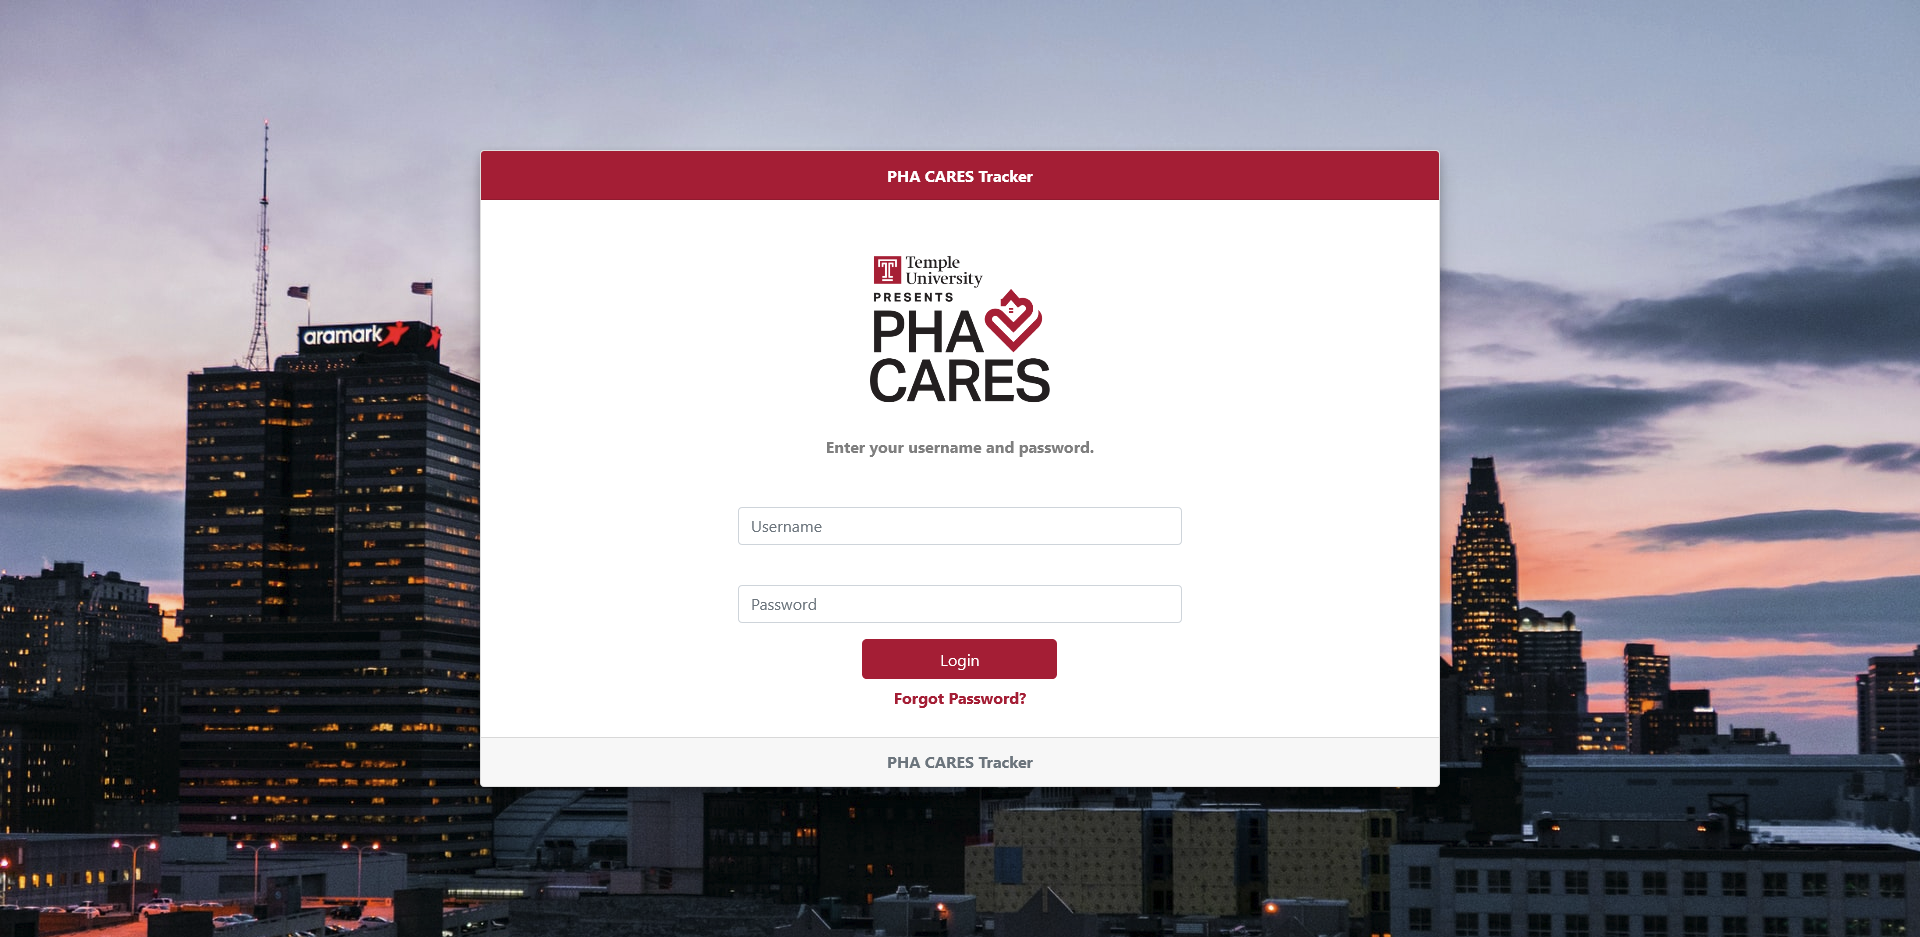 PHA CARES Tracker
Temple
University
PRESENTS
PHA
CARES
aramark
Enter your username and password.
Username
Password
Login
Forgot Password?
PHA CARES Tracker